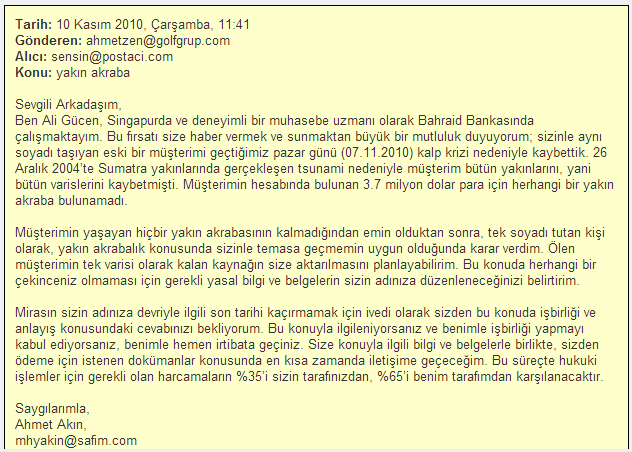 Tarih: 10 Kasım 2010, Çarşamba, 11:41
Gönderen: ahmetzen@golfgrup.com
Alıcı: sensin@postaci.com
Konu: yakın akraba
Sevgili Arkadaşım,
Ben Ali Gücen, Singapurda ve deneyimli bir muhasebe uzmanı olarak Bahraid Bankasında
çalışmaktayım. Bu fırsatı size haber vermek ve sunmaktan büyük bir mutluluk duyuyorum; sizinle aynı
soyadı taşıyan eski bir müşterimi geçtiğimiz pazar günü (07.11.2010) kalp krizi nedeniyle kaybettik. 26
Aralık 2004'te Sumatra yakınlarında gerçekleşen tsunami nedeniyle müşterim bütün yakınlarını, yani
bütün varislerini kaybetmişti. Müşterimin hesabında bulunan 3.7 milyon dolar para için herhangi bir yakın
akraba bulunamadı.
Müşterimin yaşayan hiçbir yakın akrabasının kalmadığından emin olduktan sonra, tek soyadı tutan kişi
olarak, yakın akrabalık konusunda sizinle temasa geçmemin uygun olduğunda karar verdim. Ölen
müşterimin tek varisi olarak kalan kaynağın size aktarılmasını planlayabilirim. Bu konuda herhangi bir
çekinceniz olmaması için gerekli yasal bilgi ve belgelerin sizin adınıza düzenleneceğinizi belirtirim.
Mirasın sizin adınıza devriyle ilgili son tarihi kaçırmamak için ivedi olarak sizden bu konuda işbirliği ve
anlayış konusundaki cevabınızı bekliyorum. Bu konuyla ilgileniyorsanız ve benimle işbirliği yapmayı
kabul ediyorsanız, benimle hemen irtibata geçiniz. Size konuyla ilgili bilgi ve belgelerle birlikte, sizden
ödeme için istenen dokümanlar konusunda en kısa zamanda iletişime geçeceğim. Bu süreçte hukuki
işlemler için gerekli olan harcamaların %35'i sizin tarafınızdan, %65'i benim tarafımdan karşılanacaktır.
Saygılarımla,
Ahmet Akın,
mhyakin@safim.com